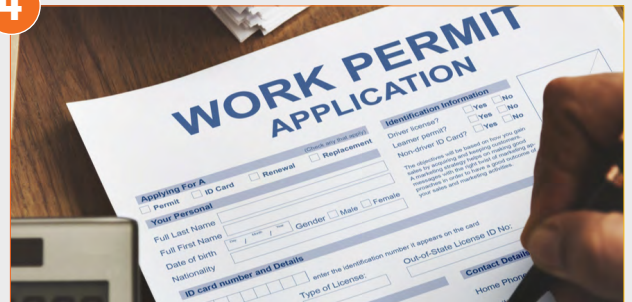 4
WORK PERMIT
APPLICATION
(Check any that apply)
Applying For A
Permit ID Card Renewal Replacement
Your Personal
Full Last Name
Full First Name
Date of birth Gender Male Female
Nationality
ID card number and Details
enter the identification number it appears on the card
Type of License:
Out-of-State License ID No:
Identification Information
Driver license? Yes No
Learner permit? Yes No
Non-driver ID Card? Yes No
The objectives will be based on how you gain
sales by acquiring and keeping customers.
A marketing strategy helps on making good
messages with the right
in order to have a good outcome of
your sales and marketing activities.
Contact Details
Home Phone